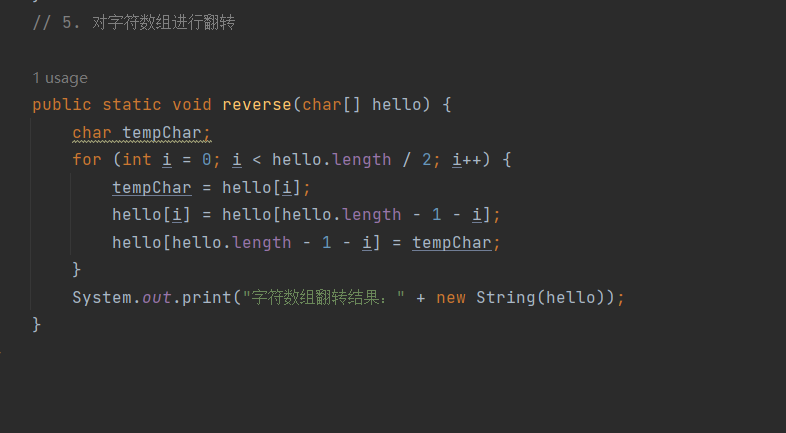 // 5. 对字符数组进行翻转
1 usage
public static void reverse(char[] hello) {
char tempChar;
for (int i = 0; i < hello.length / 2; i++) {
tempChar = hello[i];
hello[i] = hello[hello.length - 1 - i];
hello[hello.length - 1 - i] = tempChar;
}
System.out.print("字符数组翻转结果：" + new String(hello));
}